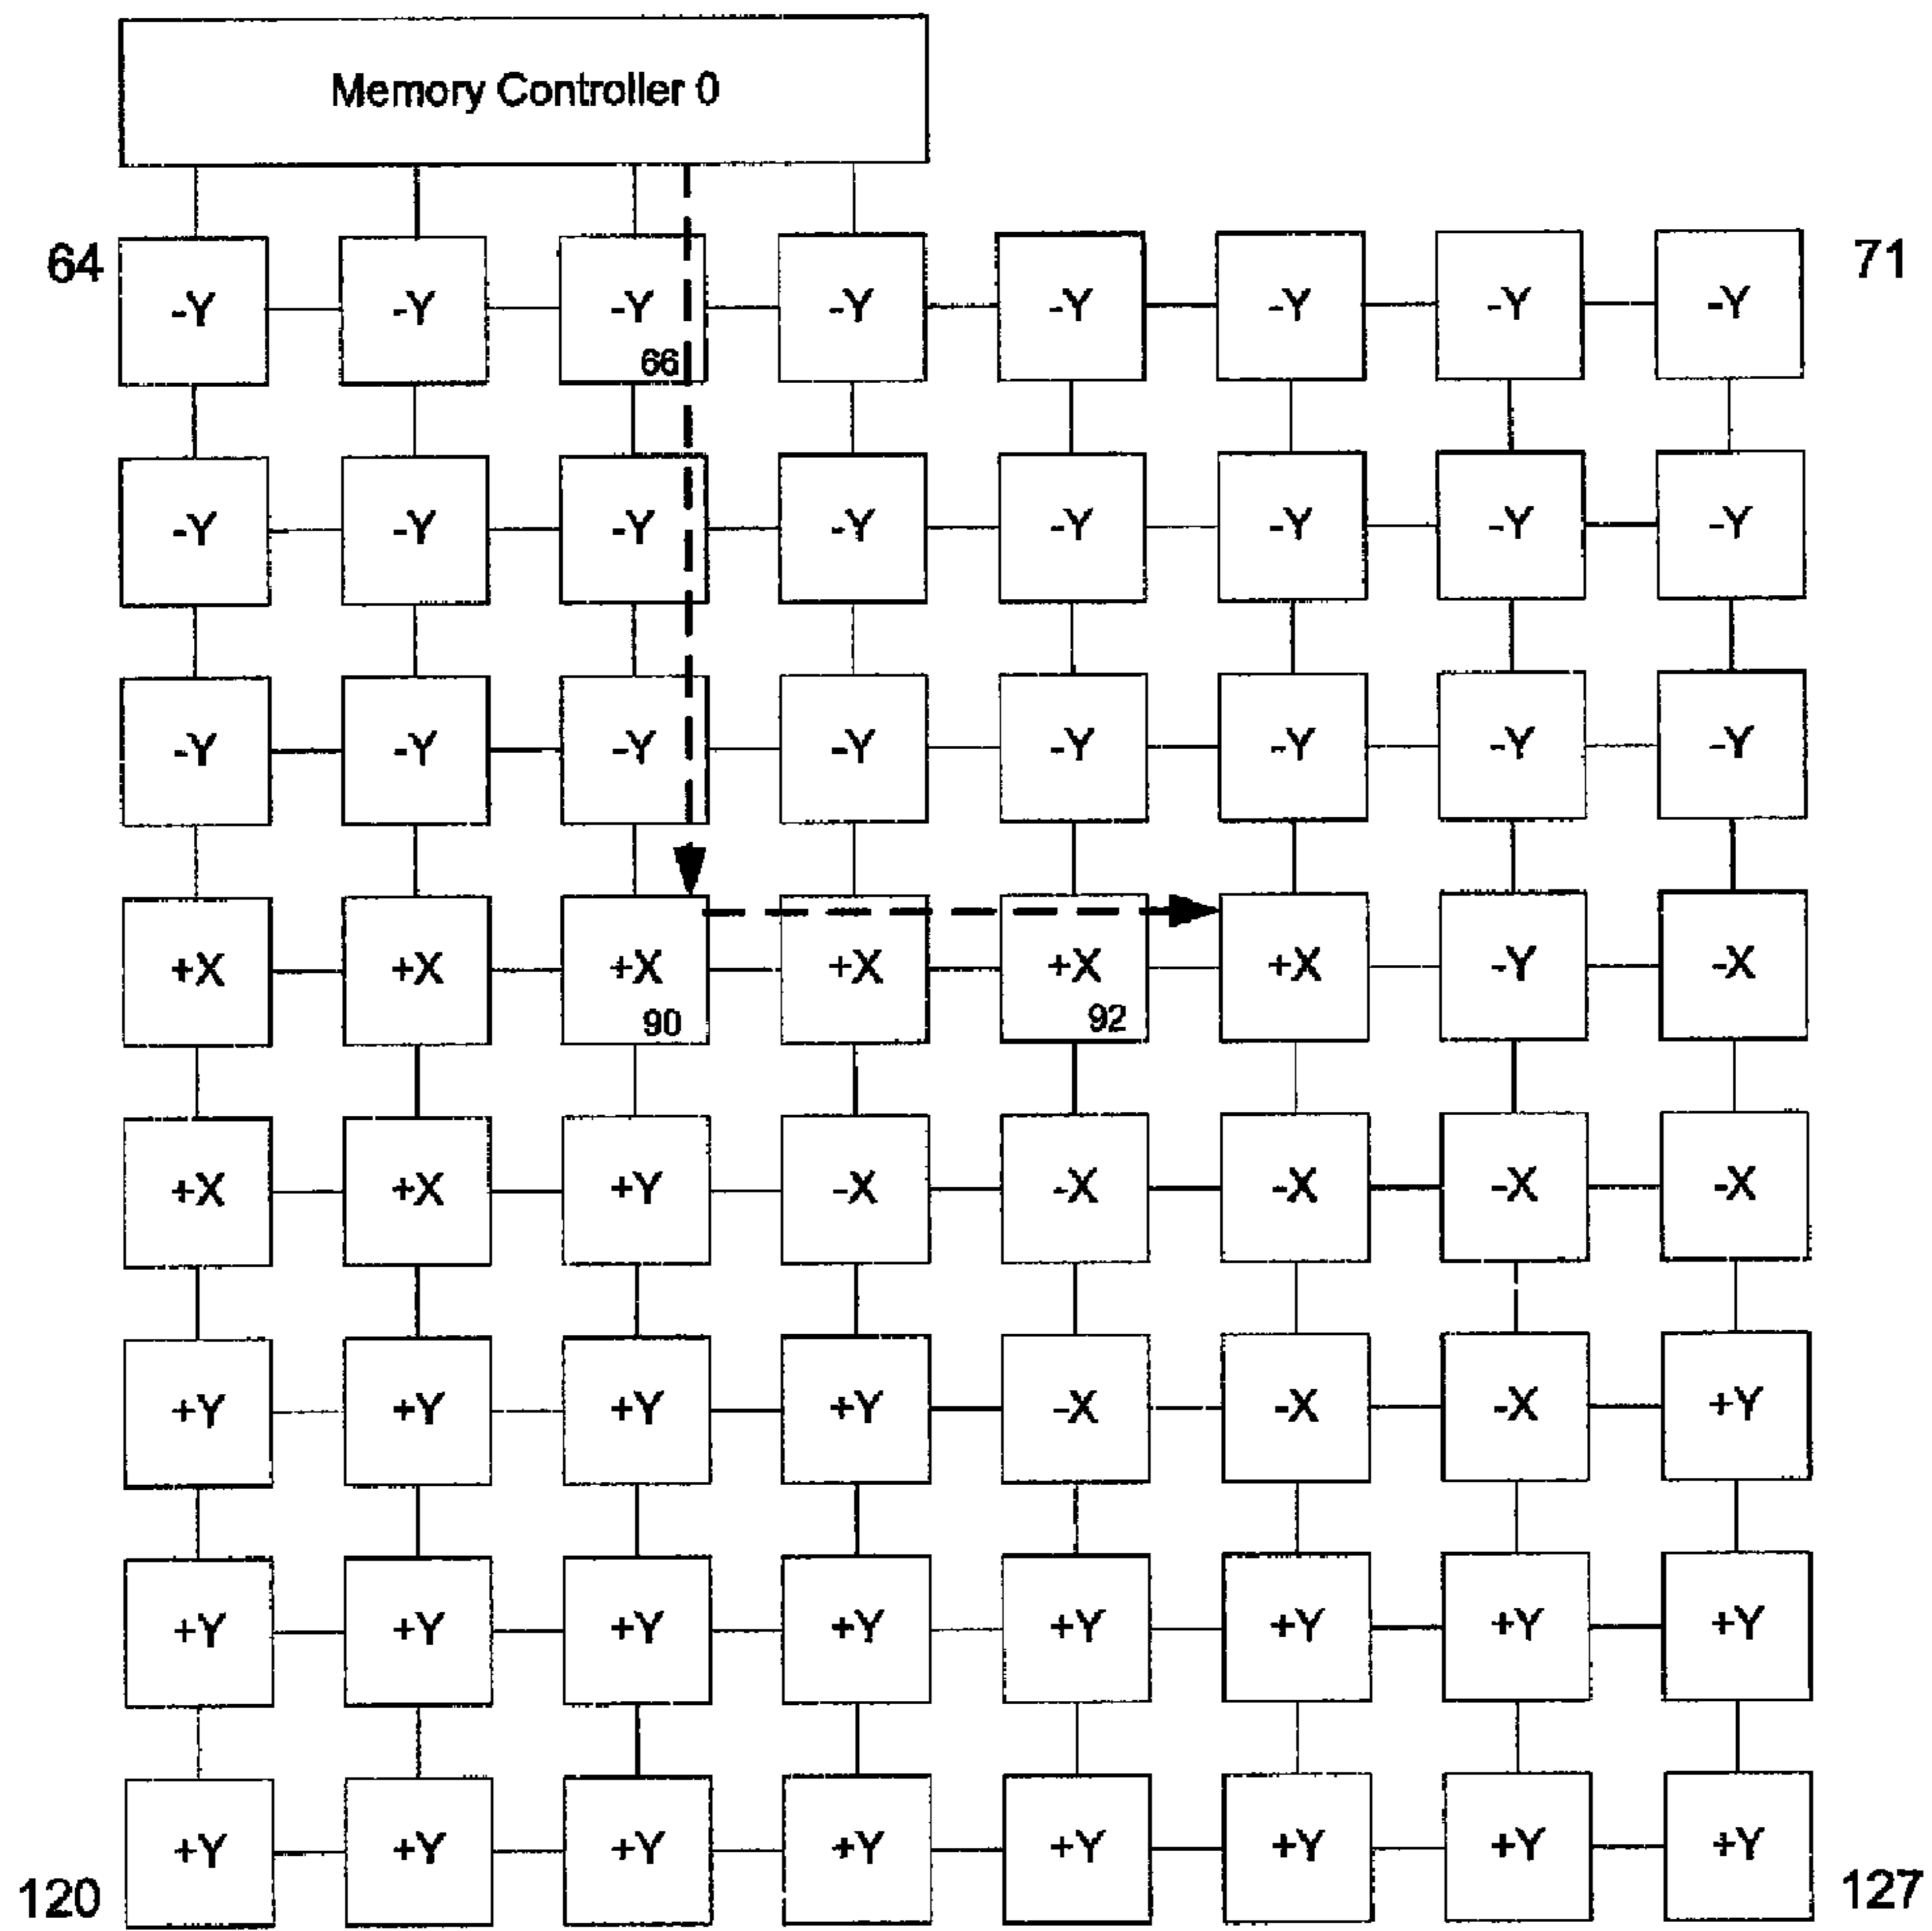 Memory Controller 0
64 -Y -Y -Y -Y -Y -Y -Y -Y 71
66
-Y -Y -Y -Y -Y -Y -Y -Y
-Y -Y -Y -Y -Y -Y -Y -Y
+X +X +X +X +X +X -Y -X
90 92
+X +X +Y -X -X -X -X -X
+Y +Y +Y +Y -X -X -X +Y
+Y +Y +Y +Y +Y +Y +Y +Y
120 +Y +Y +Y +Y +Y +Y +Y +Y 127